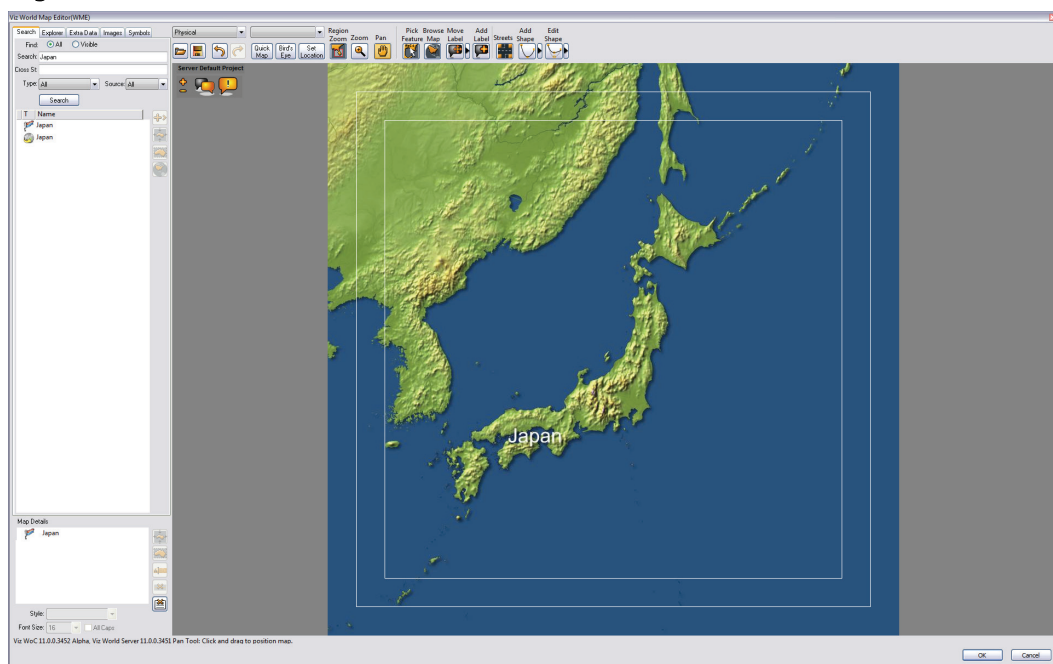 Viz World Map Editor(WME)
Search Explorer Extra Data Images Symbols
Find: All Visible
Search: Japan
Cross St:
Type: All Source: All
Search
T Name
Japan
Japan
Physical
Quick Map Bird's Eye Set Location
Region Zoom Zoom Pan Pick Feature Browse Map Move Label Add Label Streets Add Shape Edit Shape
Server Default Project
Japan
Map Details
Japan
Style:
Font Size: 16 All Caps
Viz WoC 11.0.0.3452 Alpha, Viz World Server 11.0.0.3451 Pan Tool: Click and drag to position map.
OK Cancel